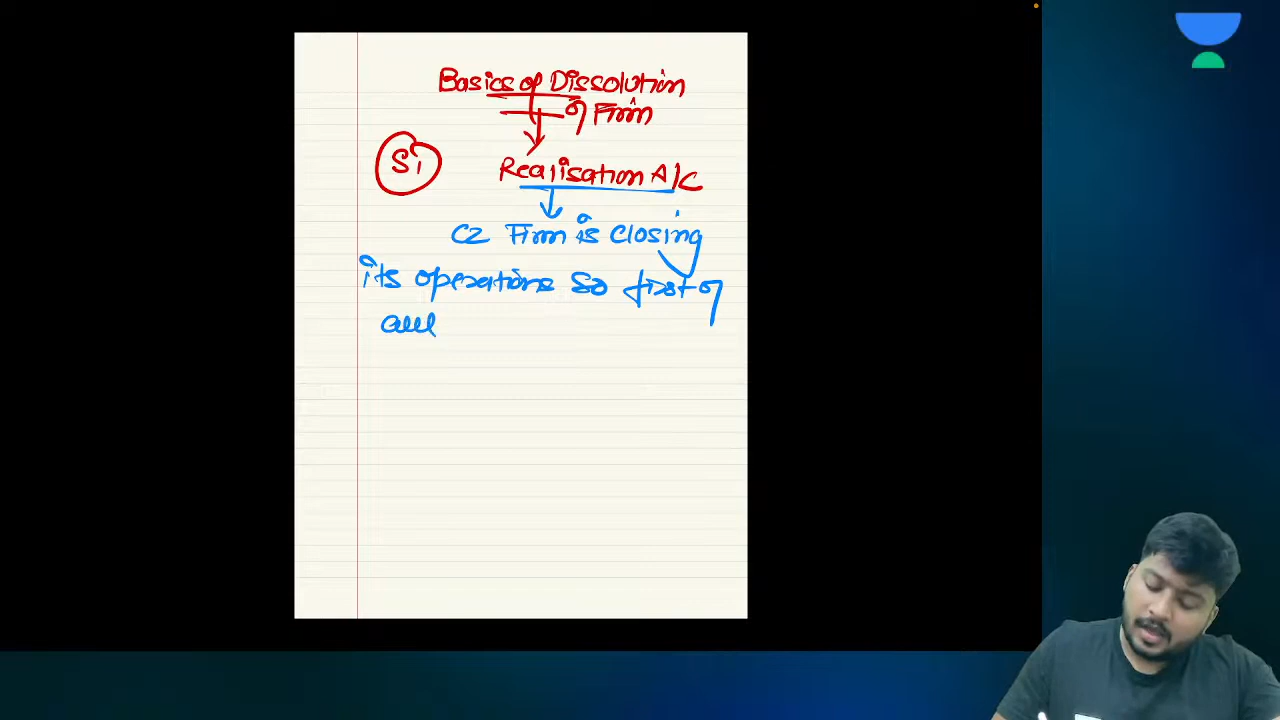 Basics of Dissolution
of Firm
S1
Realisation A/C
CZ Firm is Closing
its operations So first of
all